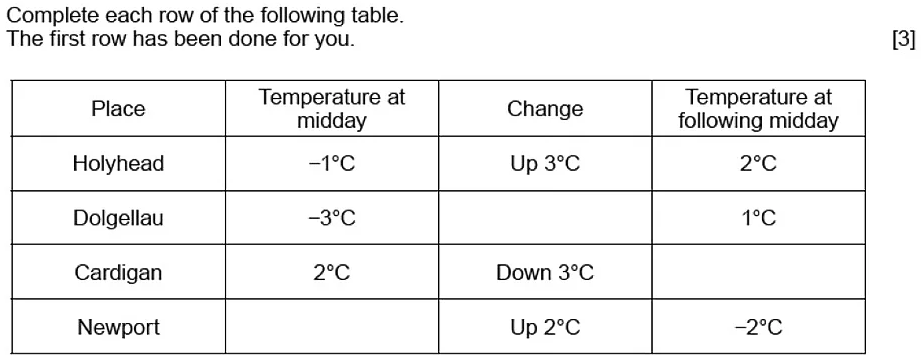 Complete each row of the following table.
The first row has been done for you. [3]
Place Temperature at midday Change Temperature at following midday
Holyhead –1°C Up 3°C 2°C
Dolgellau –3°C 1°C
Cardigan 2°C Down 3°C
Newport Up 2°C –2°C